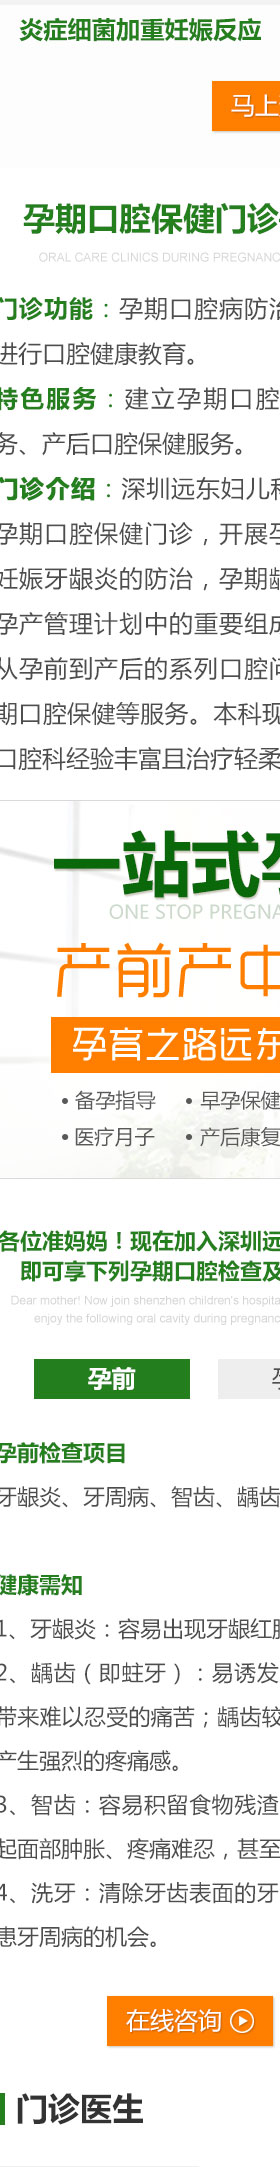 炎症细菌加重妊娠反应
马上
孕期口腔保健门诊
ORAL CARE CLINICS DURING PREGNANC
门诊功能：孕期口腔病防治
进行口腔健康教育。
特色服务：建立孕期口腔
务、产后口腔保健服务。
门诊介绍：深圳远东妇儿科
孕期口腔保健门诊，开展孕
妊娠牙龈炎的防治，孕期龋
孕产管理计划中的重要组成
从孕前到产后的系列口腔问
期口腔保健等服务。本科现
口腔科经验丰富且治疗轻柔
一站式孕
ONE STOP PREGNA
产前产中
孕育之路远东
• 备孕指导 • 早孕保健
• 医疗月子 • 产后康复
各位准妈妈！现在加入深圳远
即可享下列孕期口腔检查及
Dear mother! Now join shenzhen children's hospita
enjoy the following oral cavity during pregnanc
孕前
孕前检查项目
牙龈炎、牙周病、智齿、龋齿
健康需知
1、牙龈炎：容易出现牙龈红肿
2、龋齿（即蛀牙）：易诱发
带来难以忍受的痛苦；龋齿较
产生强烈的疼痛感。
3、智齿：容易积留食物残渣
起面部肿胀、疼痛难忍，甚至
4、洗牙：清除牙齿表面的牙
患牙周病的机会。
在线咨询
门诊医生